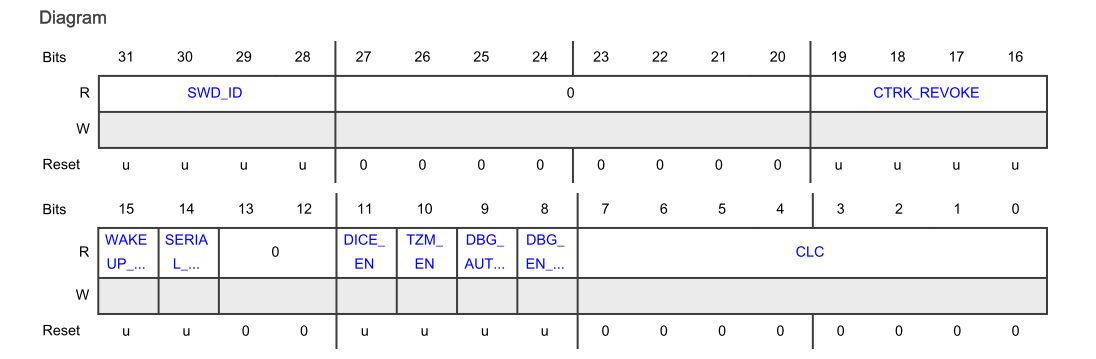 Diagram
Bits 31 30 29 28 27 26 25 24 23 22 21 20 19 18 17 16
R SWD_ID 0 CTRK_REVOKE
W
Reset u u u u 0 0 0 0 0 0 0 0 u u u u
Bits 15 14 13 12 11 10 9 8 7 6 5 4 3 2 1 0
WAKE SERIA DICE_ TZM_ DBG_ DBG_
R 0 CLC
UP_... L_... EN EN AUT... EN_...
W
Reset u u 0 0 u u u u 0 0 0 0 0 0 0 0